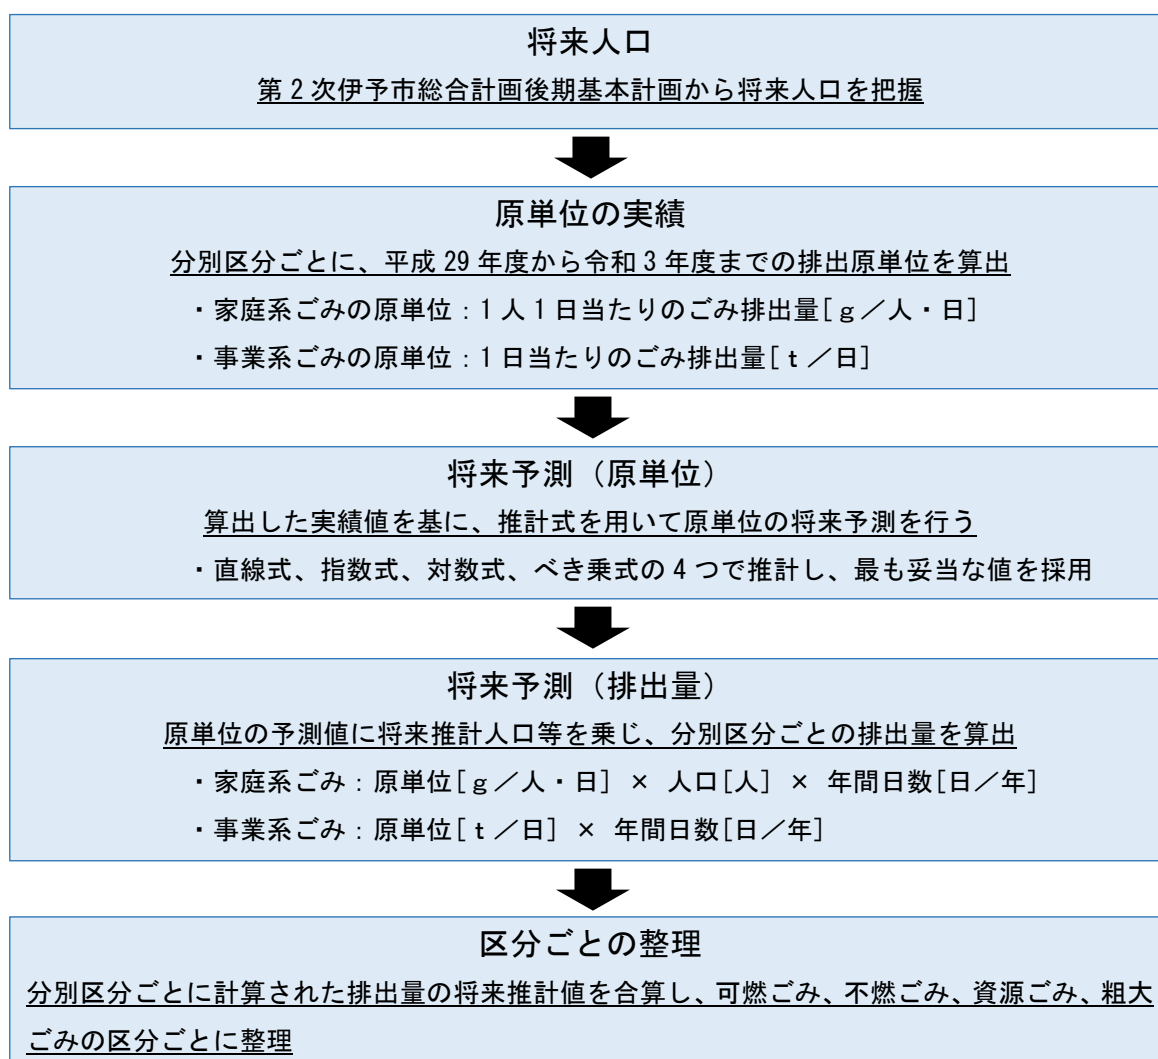 将来人口
第2次伊予市総合計画後期基本計画から将来人口を把握
原単位の実績
分別区分ごとに、平成 29 年度から令和 3 年度までの排出原単位を算出
・家庭系ごみの原単位：1 人 1 日当たりのごみ排出量[ｇ／人・日]
・事業系ごみの原単位：1 日当たりのごみ排出量[ｔ／日]
将来予測（原単位）
算出した実績値を基に、推計式を用いて原単位の将来予測を行う
・直線式、指数式、対数式、べき乗式の 4 つで推計し、最も妥当な値を採用
将来予測（排出量）
原単位の予測値に将来推計人口等を乗じ、分別区分ごとの排出量を算出
・家庭系ごみ：原単位[ｇ／人・日] × 人口[人] × 年間日数[日／年]
・事業系ごみ：原単位[ｔ／日] × 年間日数[日／年]
区分ごとの整理
分別区分ごとに計算された排出量の将来推計値を合算し、可燃ごみ、不燃ごみ、資源ごみ、粗大
ごみの区分ごとに整理